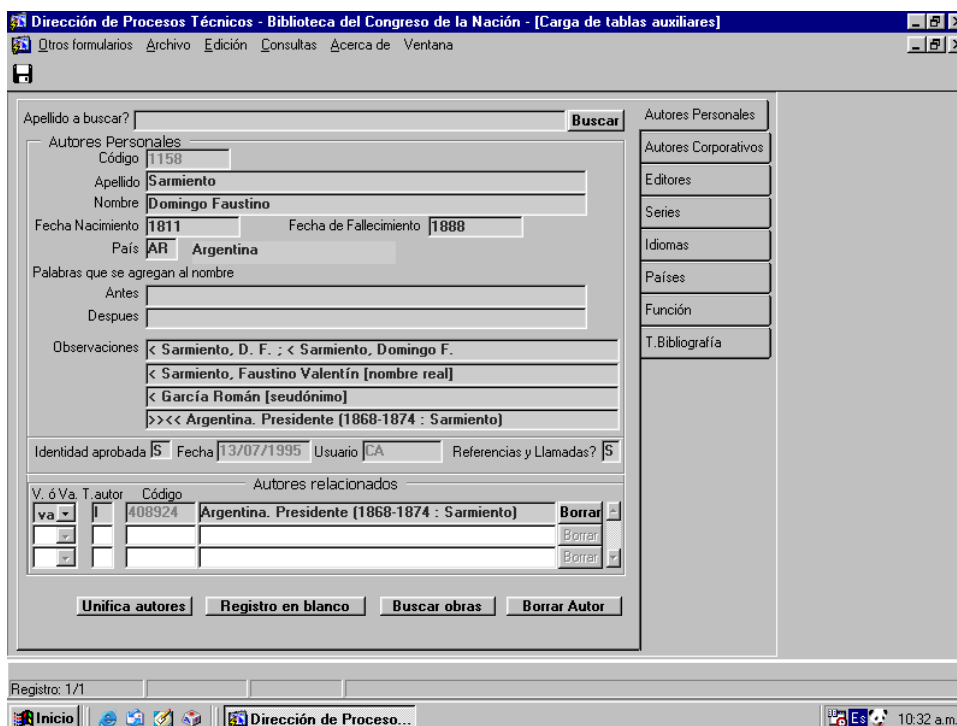 Dirección de Procesos Técnicos - Biblioteca del Congreso de la Nación - [Carga de tablas auxiliares]
Otros formularios Archivo Edición Consultas Acerca de Ventana
Apellido a buscar? Buscar
Autores Personales
Código 1158
Apellido Sarmiento
Nombre Domingo Faustino
Fecha Nacimiento 1811 Fecha de Fallecimiento 1888
País AR Argentina
Palabras que se agregan al nombre
Antes
Despues
Observaciones < Sarmiento, D. F. ; < Sarmiento, Domingo F.
< Sarmiento, Faustino Valentín [nombre real]
< García Román [seudónimo]
>><< Argentina. Presidente (1868-1874 : Sarmiento)
Identidad aprobada S Fecha 13/07/1995 Usuario CA Referencias y Llamadas? S
Autores relacionados
V. ó Va. T.autor Código
va I 408924 Argentina. Presidente (1868-1874 : Sarmiento) Borrar
Borrar
Borrar
Unifica autores Registro en blanco Buscar obras Borrar Autor
Autores Personales
Autores Corporativos
Editores
Series
Idiomas
Países
Función
T.Bibliografía
Registro: 1/1
Inicio Dirección de Proceso... Es 10:32 a.m.